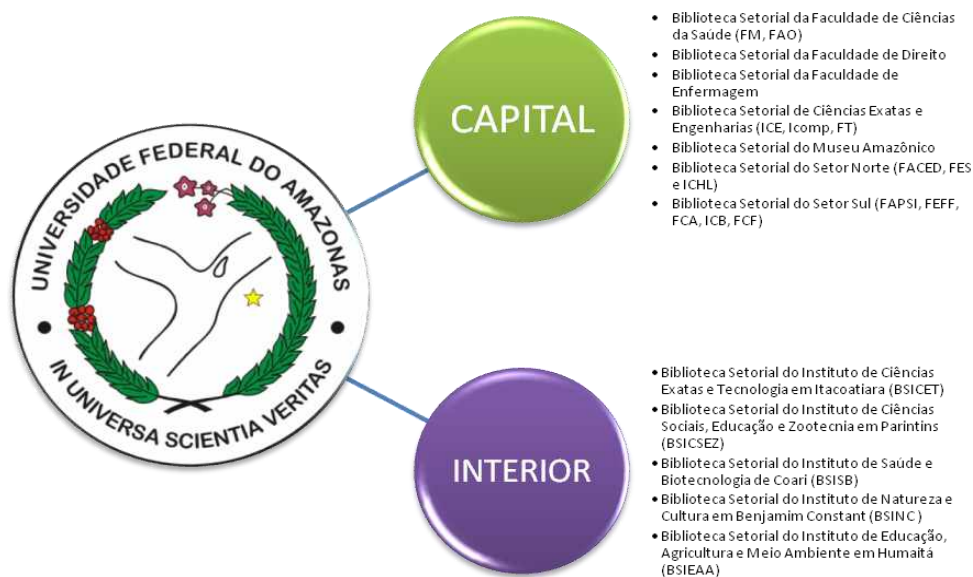 UNIVERSIDADE FEDERAL DO AMAZONAS
IN UNIVERSA SCIENTIA VERITAS
CAPITAL
• Biblioteca Setorial da Faculdade de Ciências
da Saúde (FM, FAO)
• Biblioteca Setorial da Faculdade de Direito
• Biblioteca Setorial da Faculdade de
Enfermagem
• Biblioteca Setorial de Ciências Exatas e
Engenharias (ICE, Icomp, FT)
• Biblioteca Setorial do Museu Amazônico
• Biblioteca Setorial do Setor Norte (FACED, FES
e ICHL)
• Biblioteca Setorial do Setor Sul (FAPSI, FEFF,
FCA, ICB, FCF)
INTERIOR
• Biblioteca Setorial do Instituto de Ciências
Exatas e Tecnologia em Itacoatiara (BSICET)
• Biblioteca Setorial do Instituto de Ciências
Sociais, Educação e Zootecnia em Parintins
(BSICSEZ)
• Biblioteca Setorial do Instituto de Saúde e
Biotecnologia de Coari (BSISB)
• Biblioteca Setorial do Instituto de Natureza e
Cultura em Benjamim Constant (BSINC )
• Biblioteca Setorial do Instituto de Educação,
Agricultura e Meio Ambiente em Humaitá
(BSIEAA)